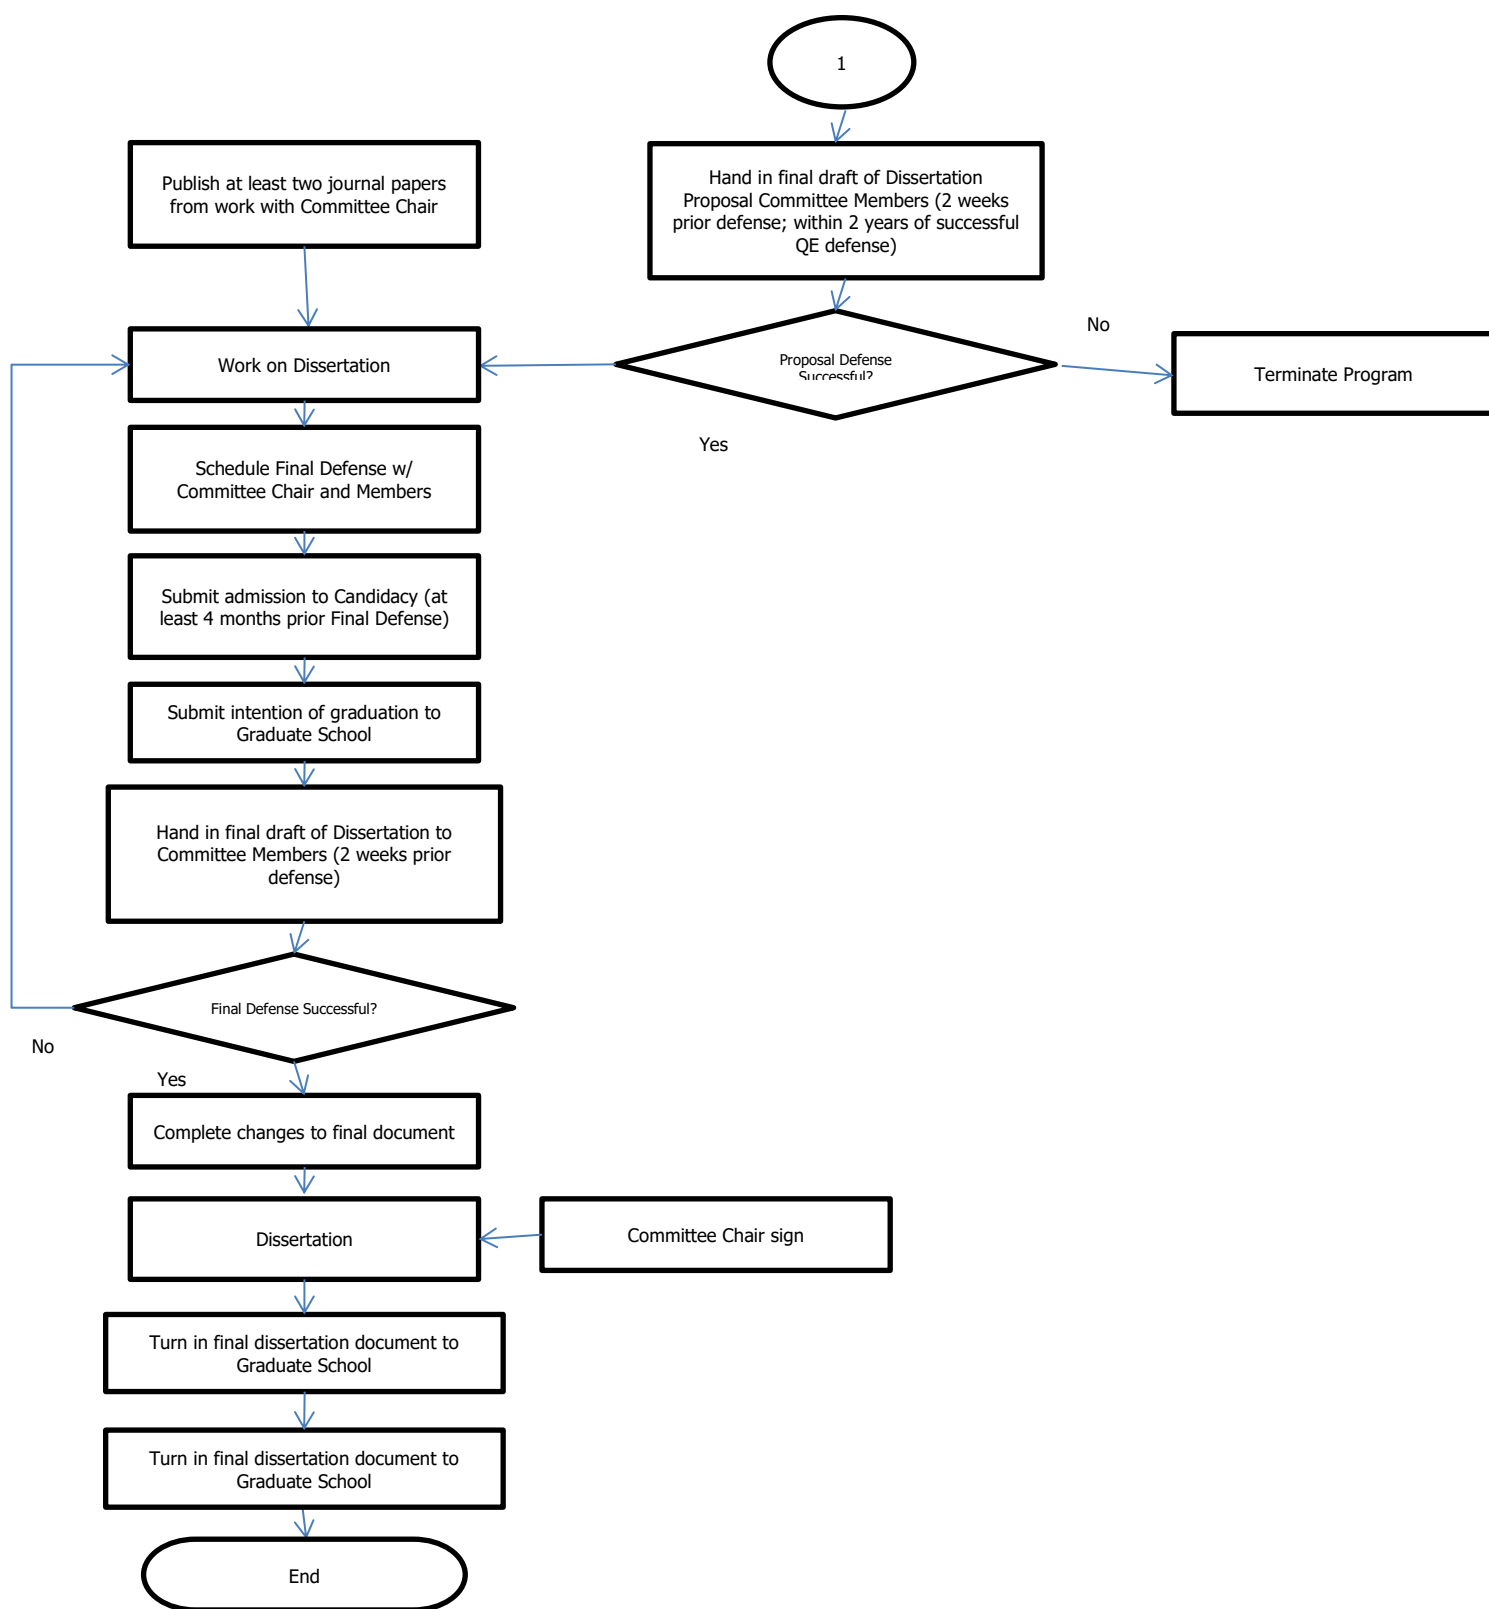 1
Publish at least two journal papers
from work with Committee Chair
Hand in final draft of Dissertation
Proposal Committee Members (2 weeks
prior defense; within 2 years of successful
QE defense)
No
Work on Dissertation
Proposal Defense
Successful?
Terminate Program
Yes
Schedule Final Defense w/
Committee Chair and Members
Submit admission to Candidacy (at
least 4 months prior Final Defense)
Submit intention of graduation to
Graduate School
Hand in final draft of Dissertation to
Committee Members (2 weeks prior
defense)
Final Defense Successful?
No
Yes
Complete changes to final document
Dissertation
Committee Chair sign
Turn in final dissertation document to
Graduate School
Turn in final dissertation document to
Graduate School
End